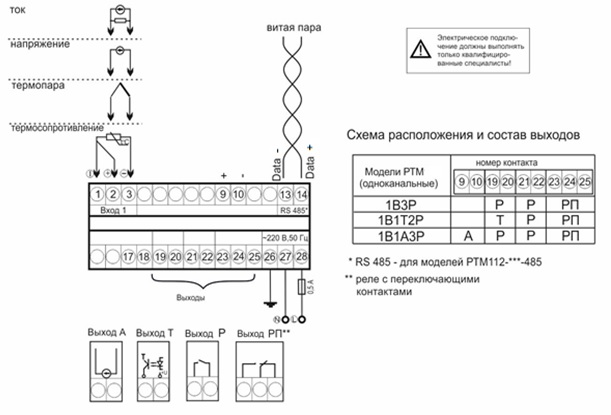 ток
напряжение
термопара
термосопротивление
витая пара
Data -
Data +
Электрическое подклю-
чение должны выполнять
только квалифициро-
ванные специалисты!
+ -
1 2 3 9 10 13 14
Вход 1 RS 485*
~220 В,50 Гц
17 18 19 20 21 22 23 24 25 26 27 28
Выходы
0,5 А
N L
Выход А Выход Т Выход Р Выход РП**
Схема расположения и состав выходов
Модели РТМ
(одноканальные)
номер контакта
9 10 19 20 21 22 23 24 25
1В3Р Р Р РП
1В1Т2Р Т Р РП
1В1А3Р А Р Р РП
* RS 485 - для моделей РТМ112-***-485
** реле с переключающими
контактами